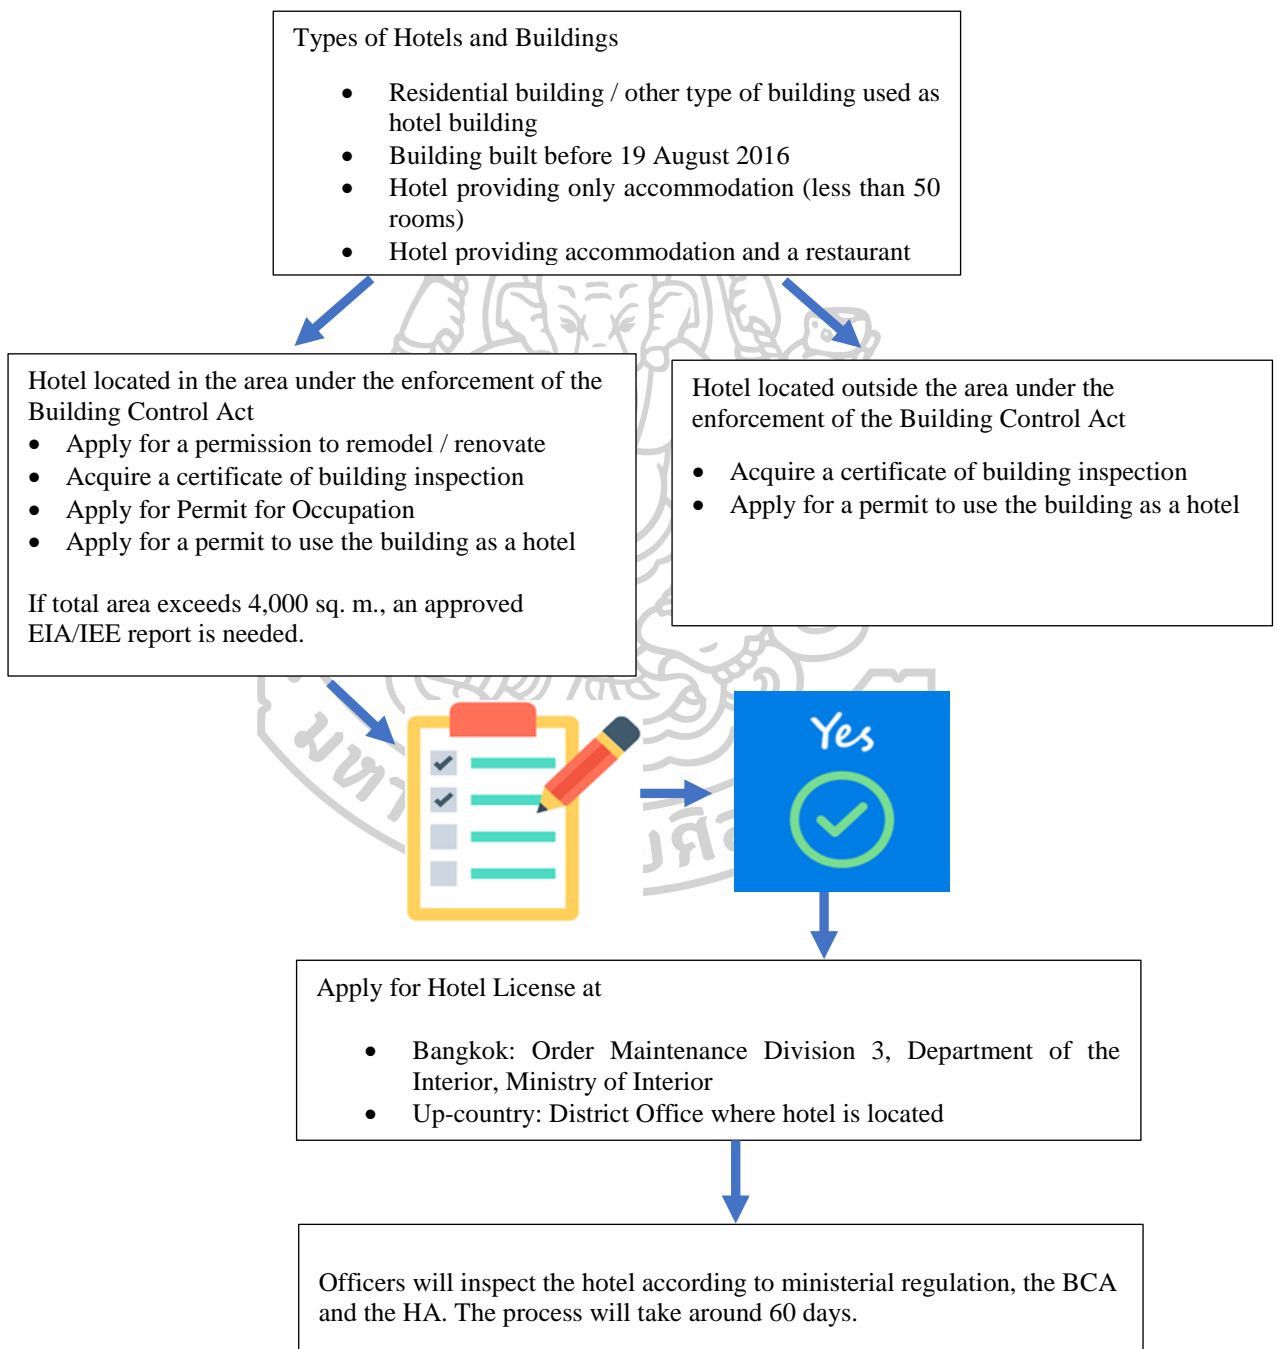 Types of Hotels and Buildings
• Residential building / other type of building used as
hotel building
• Building built before 19 August 2016
• Hotel providing only accommodation (less than 50
rooms)
• Hotel providing accommodation and a restaurant
Hotel located in the area under the enforcement of the
Building Control Act
• Apply for a permission to remodel / renovate
• Acquire a certificate of building inspection
• Apply for Permit for Occupation
• Apply for a permit to use the building as a hotel
If total area exceeds 4,000 sq. m., an approved
EIA/IEE report is needed.
Hotel located outside the area under the
enforcement of the Building Control Act
• Acquire a certificate of building inspection
• Apply for a permit to use the building as a hotel
Yes
Apply for Hotel License at
• Bangkok: Order Maintenance Division 3, Department of the
Interior, Ministry of Interior
• Up-country: District Office where hotel is located
Officers will inspect the hotel according to ministerial regulation, the BCA
and the HA. The process will take around 60 days.